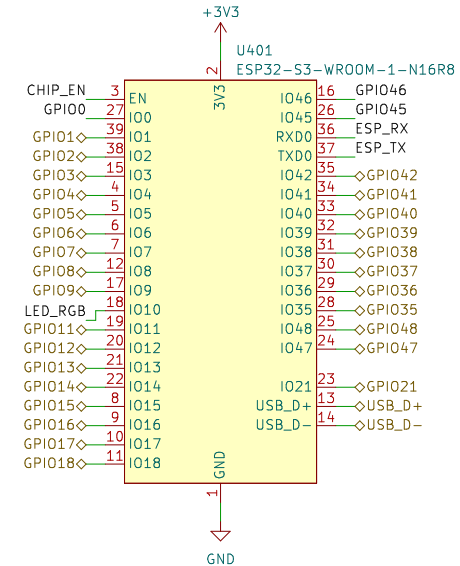 +3V3
U401
ESP32-S3-WROOM-1-N16R8
2
3V3
CHIP_EN 3 EN IO46 16 GPIO46
GPIO0 27 IO0 IO45 26 GPIO45
GPIO1 39 IO1 RXD0 36 ESP_RX
GPIO2 38 IO2 TXD0 37 ESP_TX
GPIO3 15 IO3 IO42 35 GPIO42
GPIO4 4 IO4 IO41 34 GPIO41
GPIO5 5 IO5 IO40 33 GPIO40
GPIO6 6 IO6 IO39 32 GPIO39
GPIO7 7 IO7 IO38 31 GPIO38
GPIO8 12 IO8 IO37 30 GPIO37
GPIO9 17 IO9 IO36 29 GPIO36
LED_RGB 18 IO10 IO35 28 GPIO35
GPIO11 19 IO11 IO48 25 GPIO48
GPIO12 20 IO12 IO47 24 GPIO47
GPIO13 21 IO13
GPIO14 22 IO14 IO21 23 GPIO21
GPIO15 8 IO15 USB_D+ 13 USB_D+
GPIO16 9 IO16 USB_D- 14 USB_D-
GPIO17 10 IO17
GPIO18 11 IO18
GND
1
GND